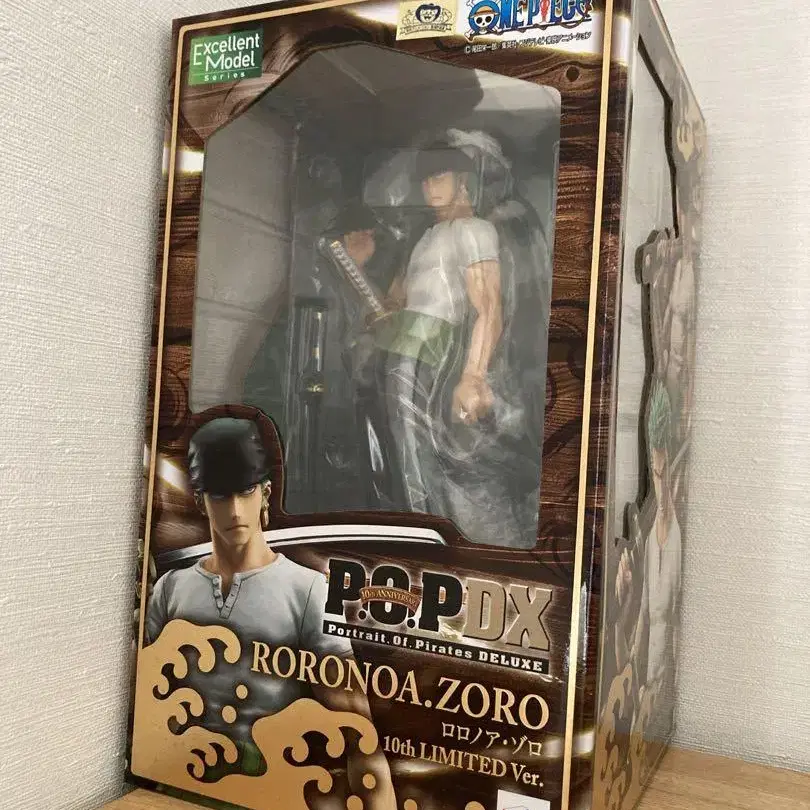 Excellent
Model
Series
ONE PIECE
P.O.P DX
10th ANNIVERSARY
Portrait.Of.Pirates DELUXE
RORONOA.ZORO
ロロノア・ゾロ
10th LIMITED Ver.